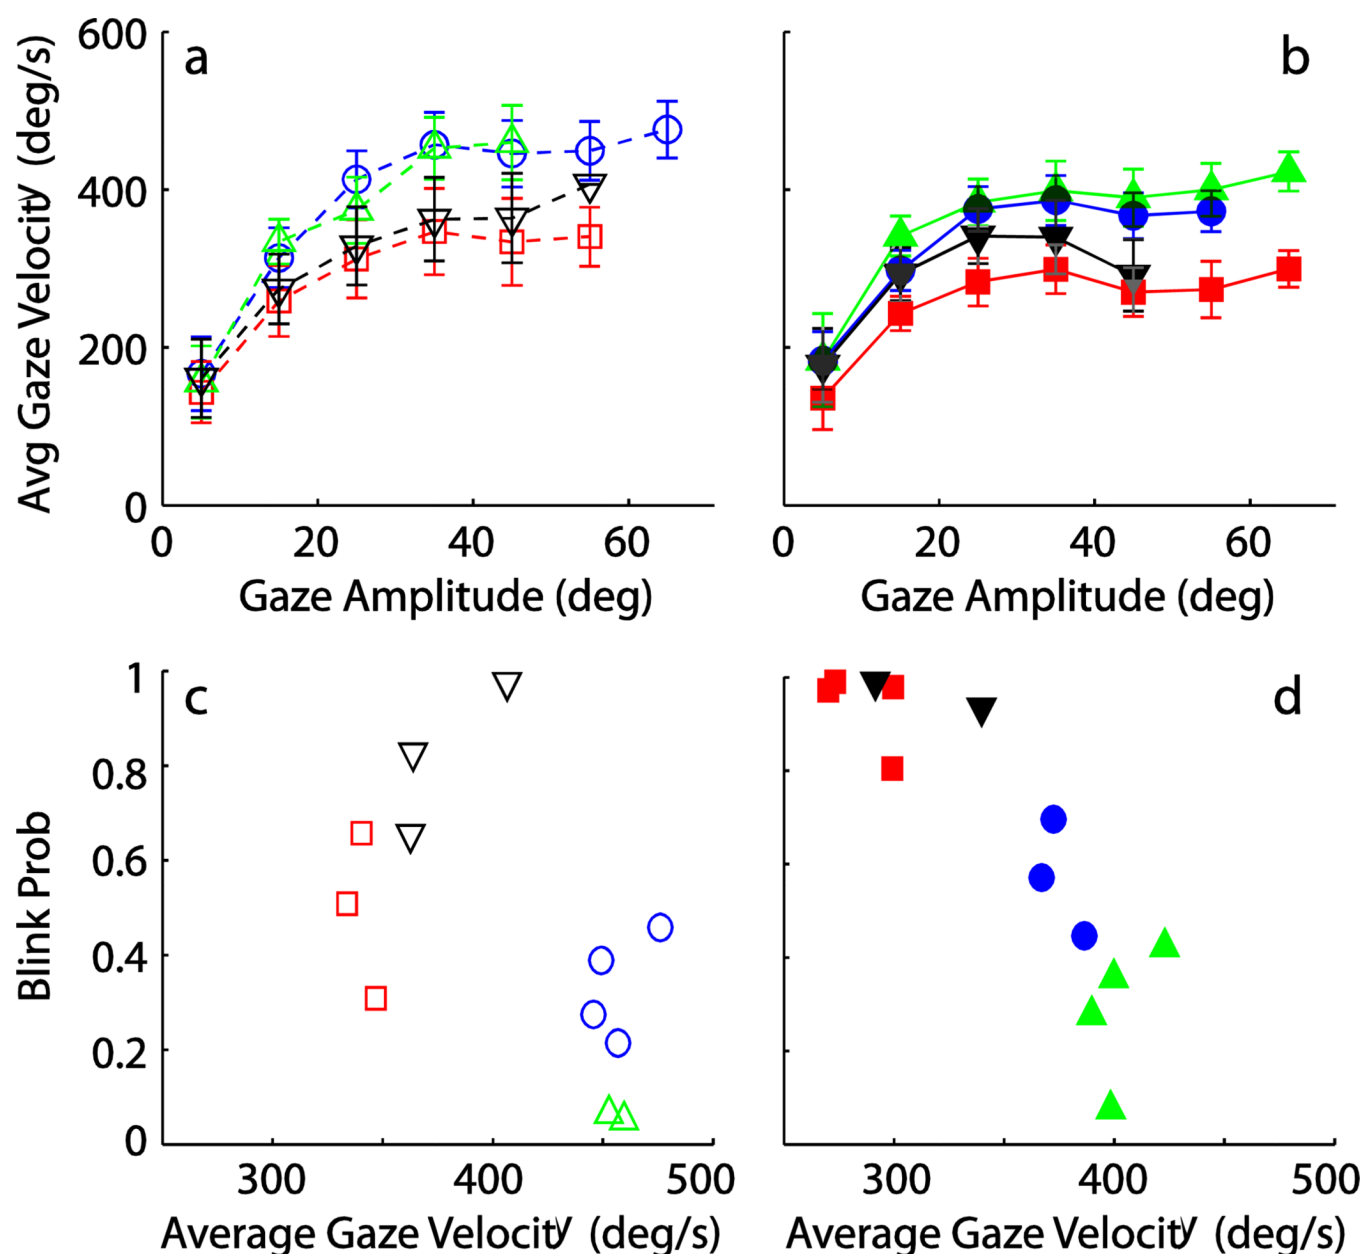 a
b
600
400
200
0
Avg Gaze Velocity (deg/s)
0 20 40 60
0 20 40 60
Gaze Amplitude (deg)
Gaze Amplitude (deg)
c
d
1
0.8
0.6
0.4
0.2
0
Blink Prob
300 400 500
300 400 500
Average Gaze Velocity (deg/s)
Average Gaze Velocity (deg/s)